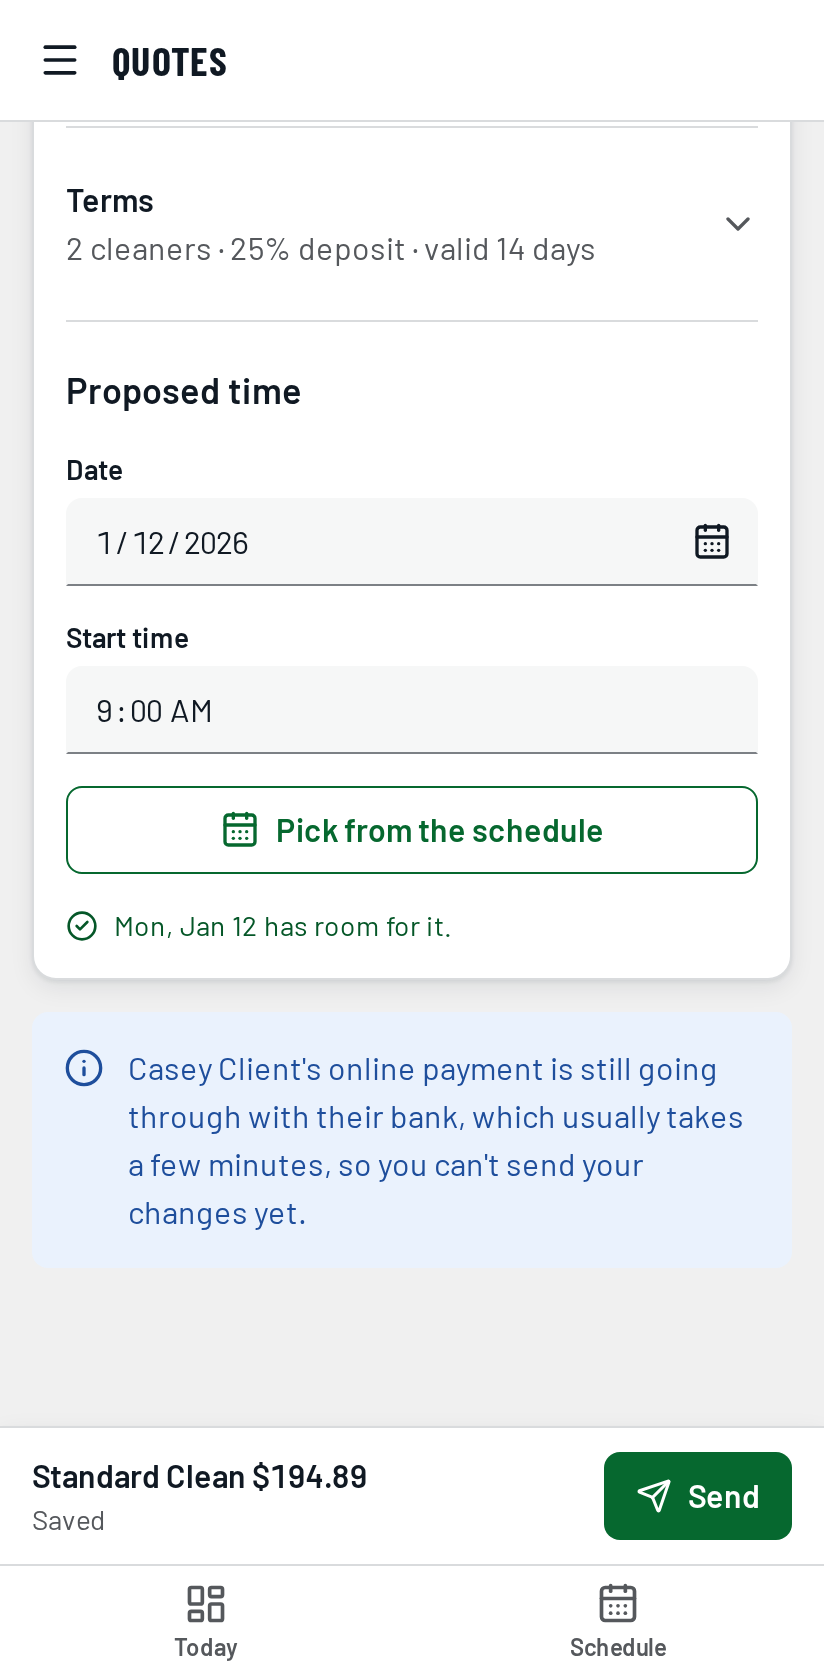 QUOTES
Terms
2 cleaners · 25% deposit · valid 14 days
Proposed time
Date
1/12/2026
Start time
9:00 AM
Pick from the schedule
Mon, Jan 12 has room for it.
Casey Client's online payment is still going
through with their bank, which usually takes
a few minutes, so you can't send your
changes yet.
Standard Clean $194.89
Saved
Send
Today
Schedule